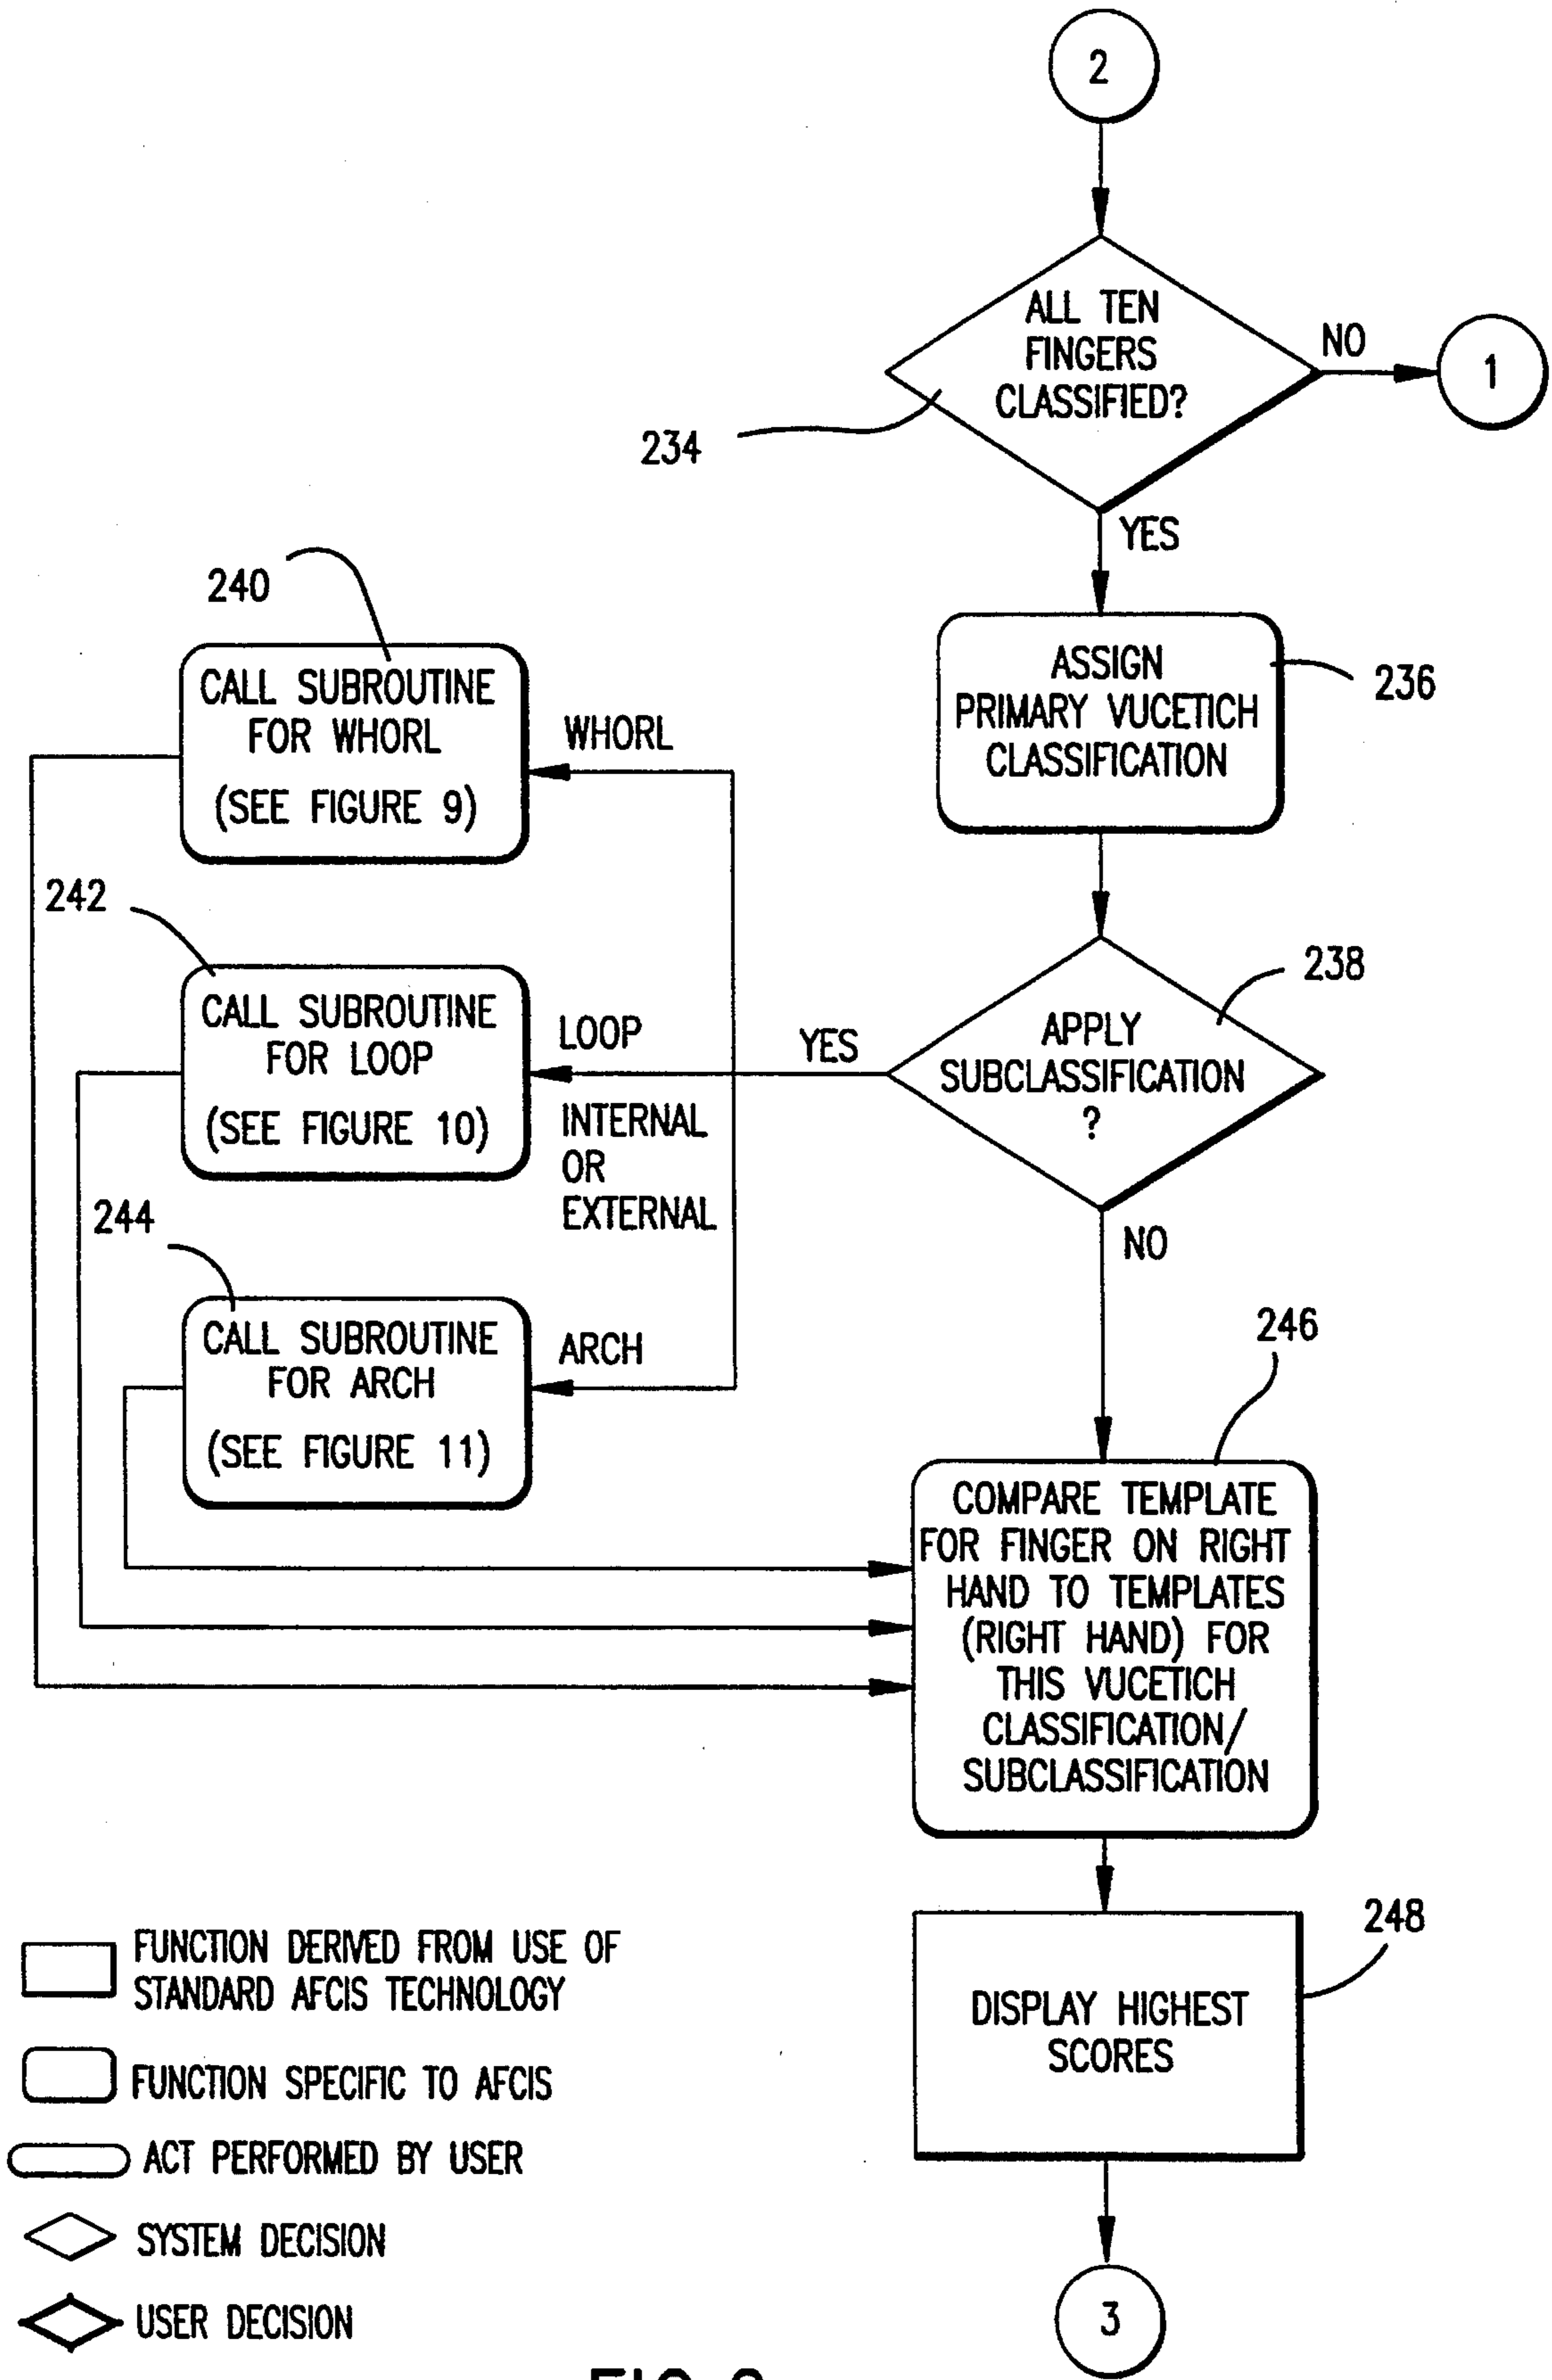 2
ALL TEN
FINGERS
CLASSIFIED?
NO
1
234
YES
240
ASSIGN
PRIMARY VUCETICH
CLASSIFICATION
236
CALL SUBROUTINE
FOR WHORL
(SEE FIGURE 9)
WHORL
242
CALL SUBROUTINE
FOR LOOP
(SEE FIGURE 10)
LOOP
INTERNAL
OR
EXTERNAL
YES
238
APPLY
SUBCLASSIFICATION
?
NO
244
CALL SUBROUTINE
FOR ARCH
(SEE FIGURE 11)
ARCH
246
COMPARE TEMPLATE
FOR FINGER ON RIGHT
HAND TO TEMPLATES
(RIGHT HAND) FOR
THIS VUCETICH
CLASSIFICATION/
SUBCLASSIFICATION
248
DISPLAY HIGHEST
SCORES
3
FUNCTION DERIVED FROM USE OF
STANDARD AFCIS TECHNOLOGY
FUNCTION SPECIFIC TO AFCIS
ACT PERFORMED BY USER
SYSTEM DECISION
USER DECISION